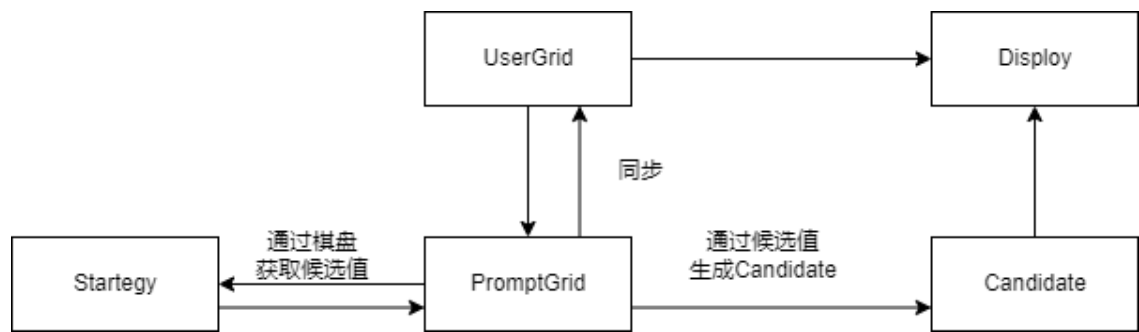 UserGrid
Disploy
同步
通过棋盘
获取候选值
通过候选值
生成Candidate
Startegy
PromptGrid
Candidate